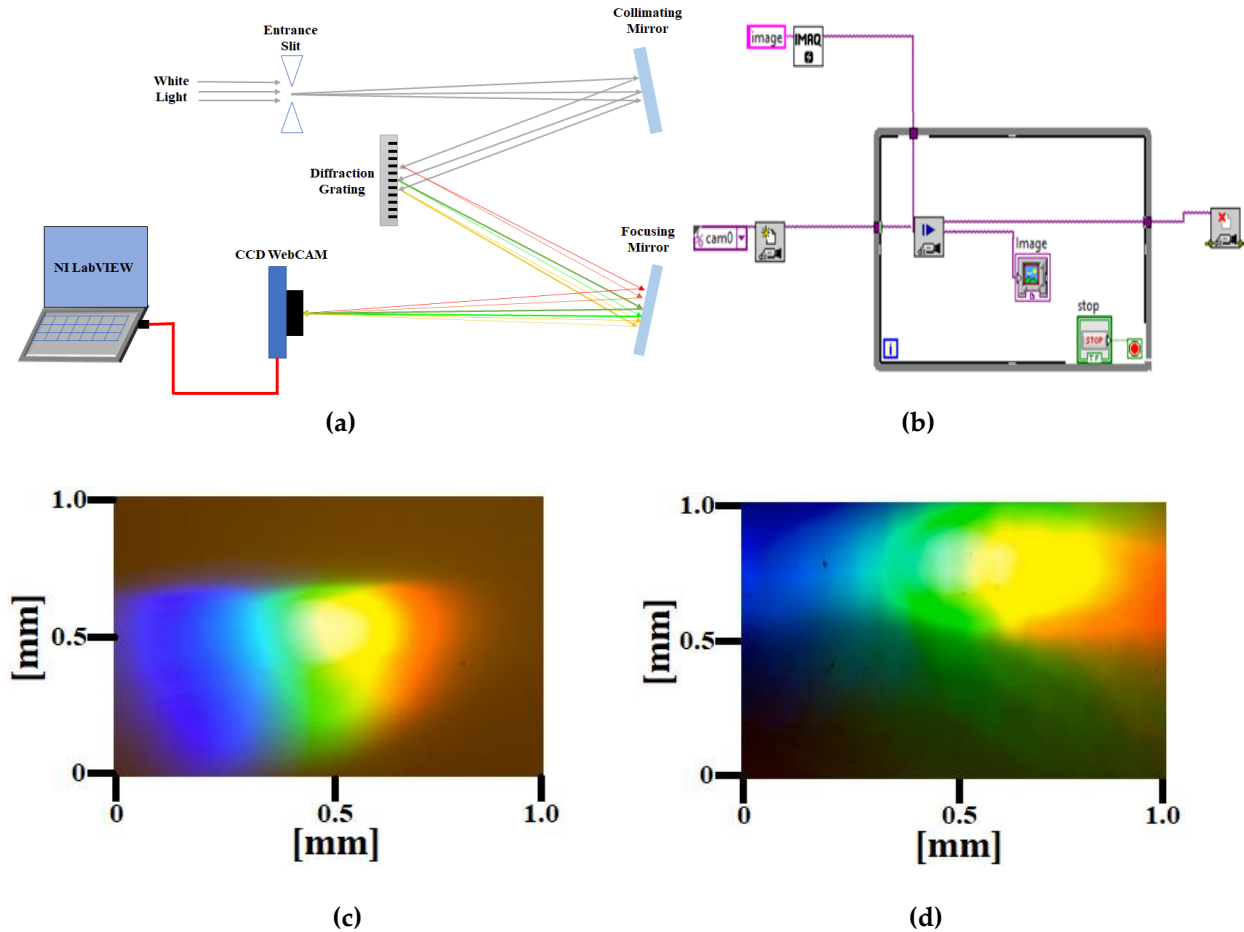 Entrance
Slit
Collimating
Mirror
White
Light
Diffraction
Grating
Focusing
Mirror
CCD WebCAM
NI LabVIEW
(a)
image
IMAQ
cam0
Image
stop
STOP
TF
i
(b)
1.0
0.5
0
[mm]
0
0.5
1.0
[mm]
(c)
1.0
0.5
0
[mm]
0
0.5
1.0
[mm]
(d)